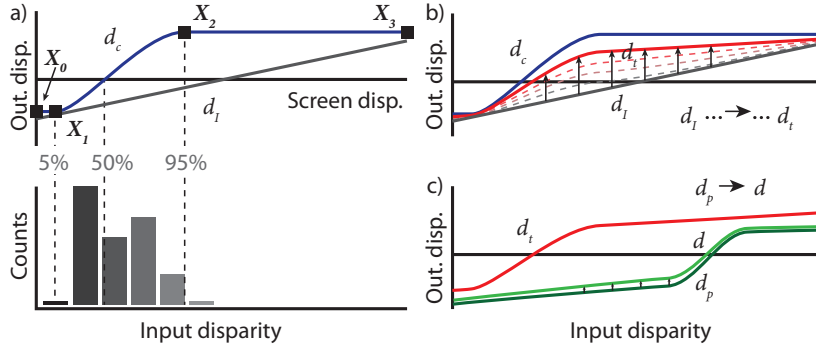 a)
Out. disp.
X0
X1
X2
X3
dc
dI
Screen disp.
5%
50%
95%
Counts
Input disparity
b)
Out. disp.
dc
dt
dI
dI ... → ... dt
c)
Out. disp.
dp → d
dt
d
dp
Input disparity